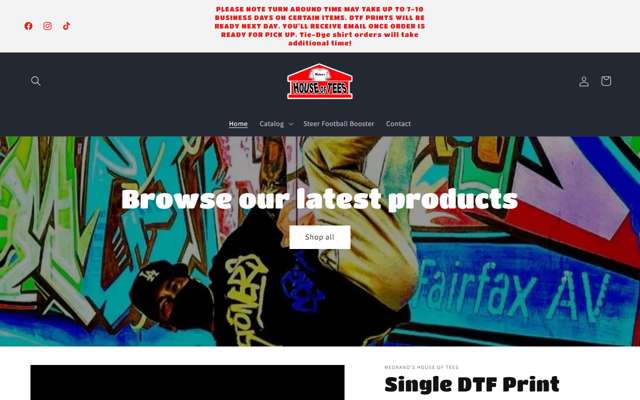 PLEASE NOTE TURN AROUND TIME MAY TAKE UP TO 7-10
BUSINESS DAYS ON CERTAIN ITEMS. DTF PRINTS WILL BE
READY NEXT DAY. YOU'LL RECEIVE EMAIL ONCE ORDER IS
READY FOR PICK UP. Tie-Dye shirt orders will take
additional time!
HOUSE OF TEES
Home
Catalog
Steer Football Booster
Contact
Browse our latest products
Shop all
LA
Fairfax AV
MEDRANO'S HOUSE OF TEES
Single DTF Print